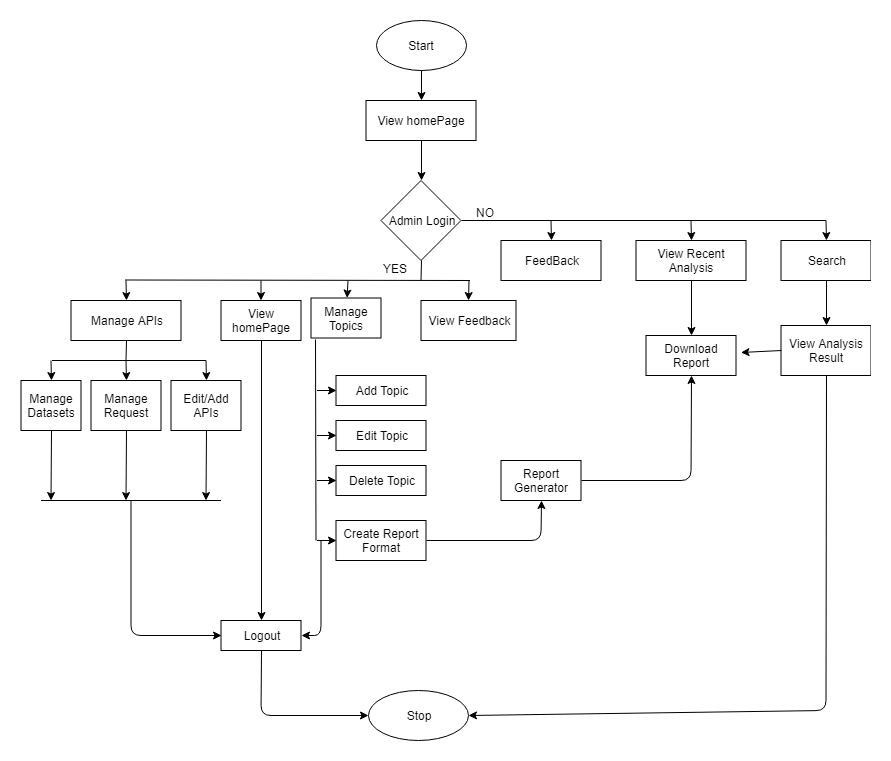 Start
View homePage
Admin Login
NO
YES
FeedBack
View Recent
Analysis
Search
Manage APIs
View
homePage
Manage
Topics
View Feedback
Download
Report
View Analysis
Result
Manage
Datasets
Manage
Request
Edit/Add
APIs
Add Topic
Edit Topic
Delete Topic
Report
Generator
Create Report
Format
Logout
Stop